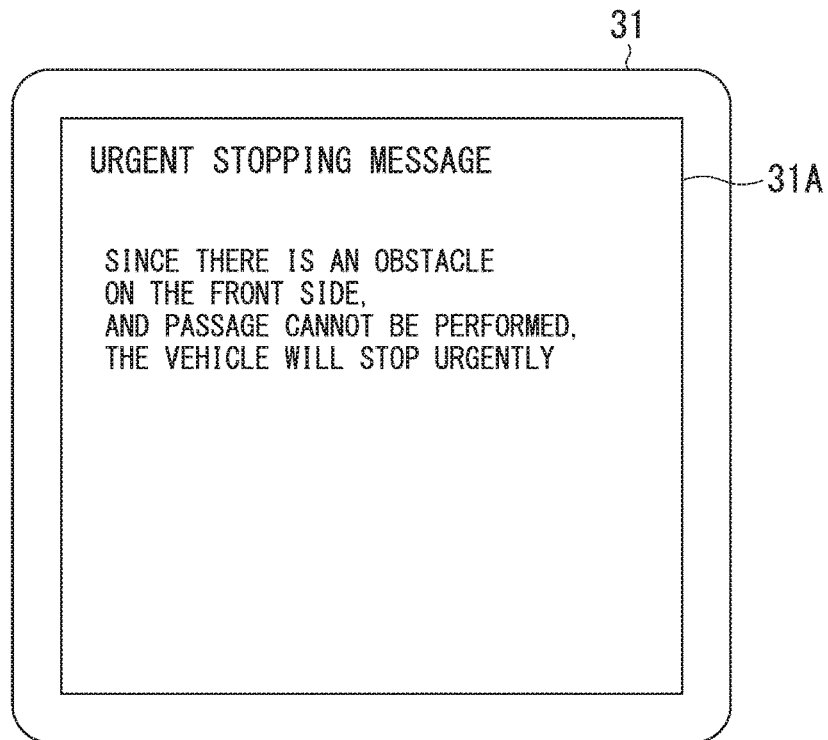 31
URGENT STOPPING MESSAGE
31A
SINCE THERE IS AN OBSTACLE
ON THE FRONT SIDE,
AND PASSAGE CANNOT BE PERFORMED,
THE VEHICLE WILL STOP URGENTLY